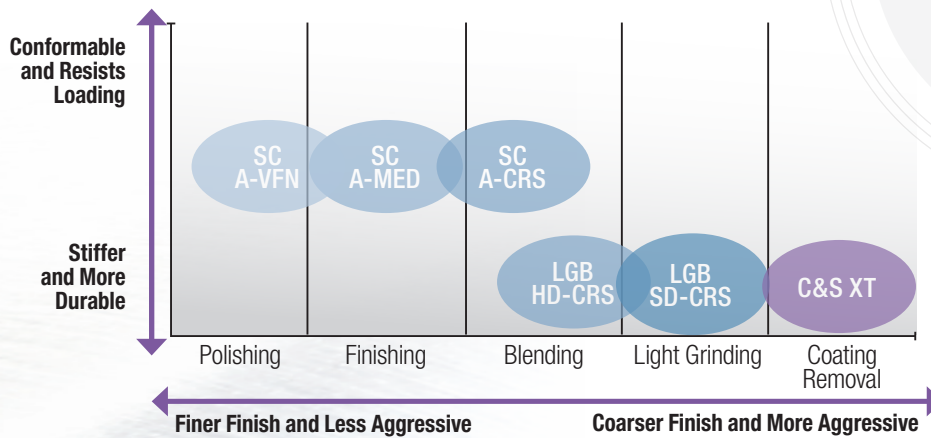 Conformable
and Resists
Loading
SC
A-VFN
SC
A-MED
SC
A-CRS
Stiffer
and More
Durable
LGB
HD-CRS
LGB
SD-CRS
C&S XT
Polishing
Finishing
Blending
Light Grinding
Coating
Removal
Finer Finish and Less Aggressive
Coarser Finish and More Aggressive